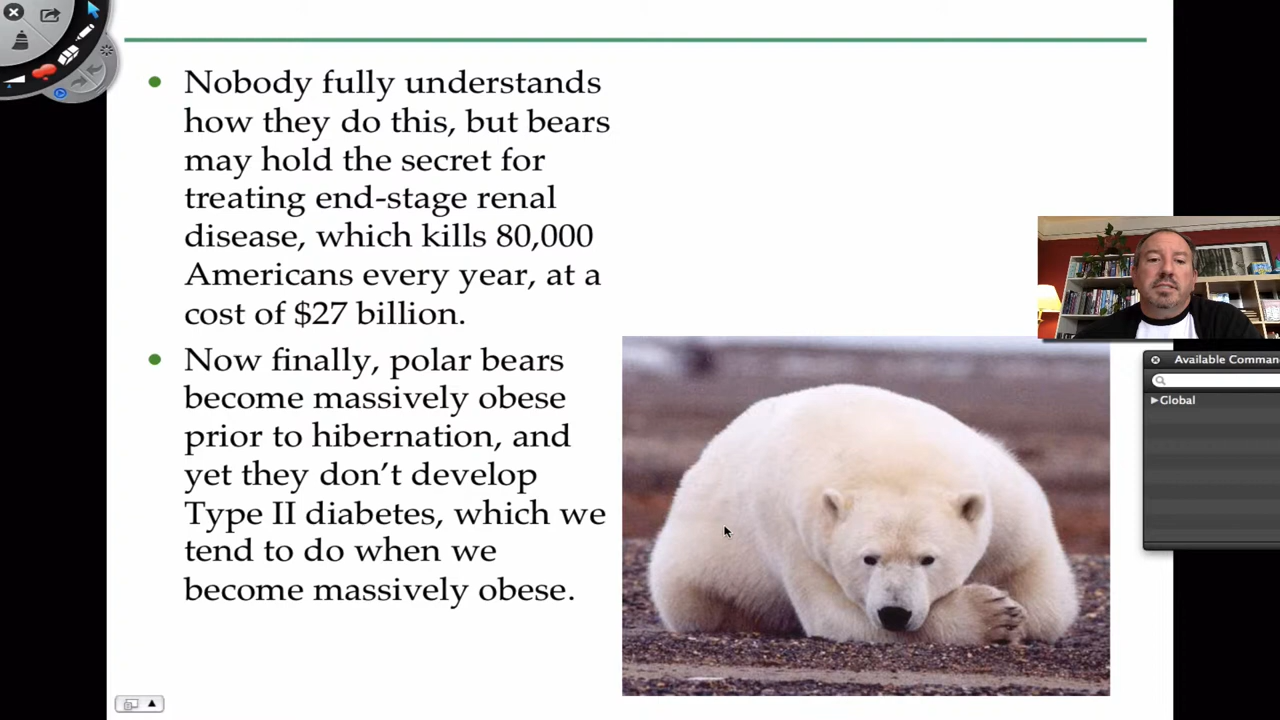 Nobody fully understands
how they do this, but bears
may hold the secret for
treating end-stage renal
disease, which kills 80,000
Americans every year, at a
cost of $27 billion.
Now finally, polar bears
become massively obese
prior to hibernation, and
yet they don’t develop
Type II diabetes, which we
tend to do when we
become massively obese.
Available Comman
Global